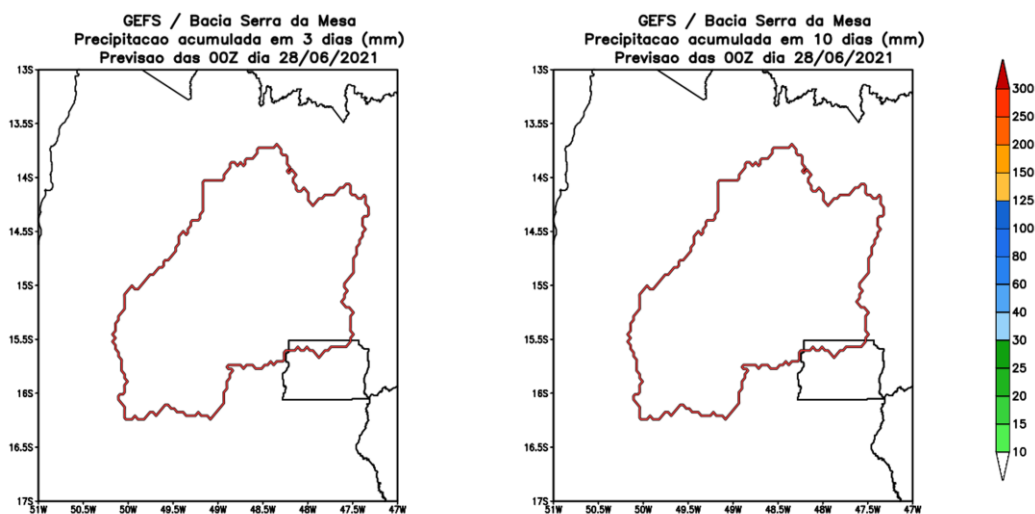 GEFS / Bacia Serra da Mesa
Precipitacao acumulada em 3 dias (mm)
Previsao das 00Z dia 28/06/2021
13S
13.5S
14S
14.5S
15S
15.5S
16S
16.5S
17S
51W 50.5W 50W 49.5W 49W 48.5W 48W 47.5W 47W
GEFS / Bacia Serra da Mesa
Precipitacao acumulada em 10 dias (mm)
Previsao das 00Z dia 28/06/2021
13S
13.5S
14S
14.5S
15S
15.5S
16S
16.5S
17S
51W 50.5W 50W 49.5W 49W 48.5W 48W 47.5W 47W
300
250
200
150
125
100
80
60
40
30
25
20
15
10